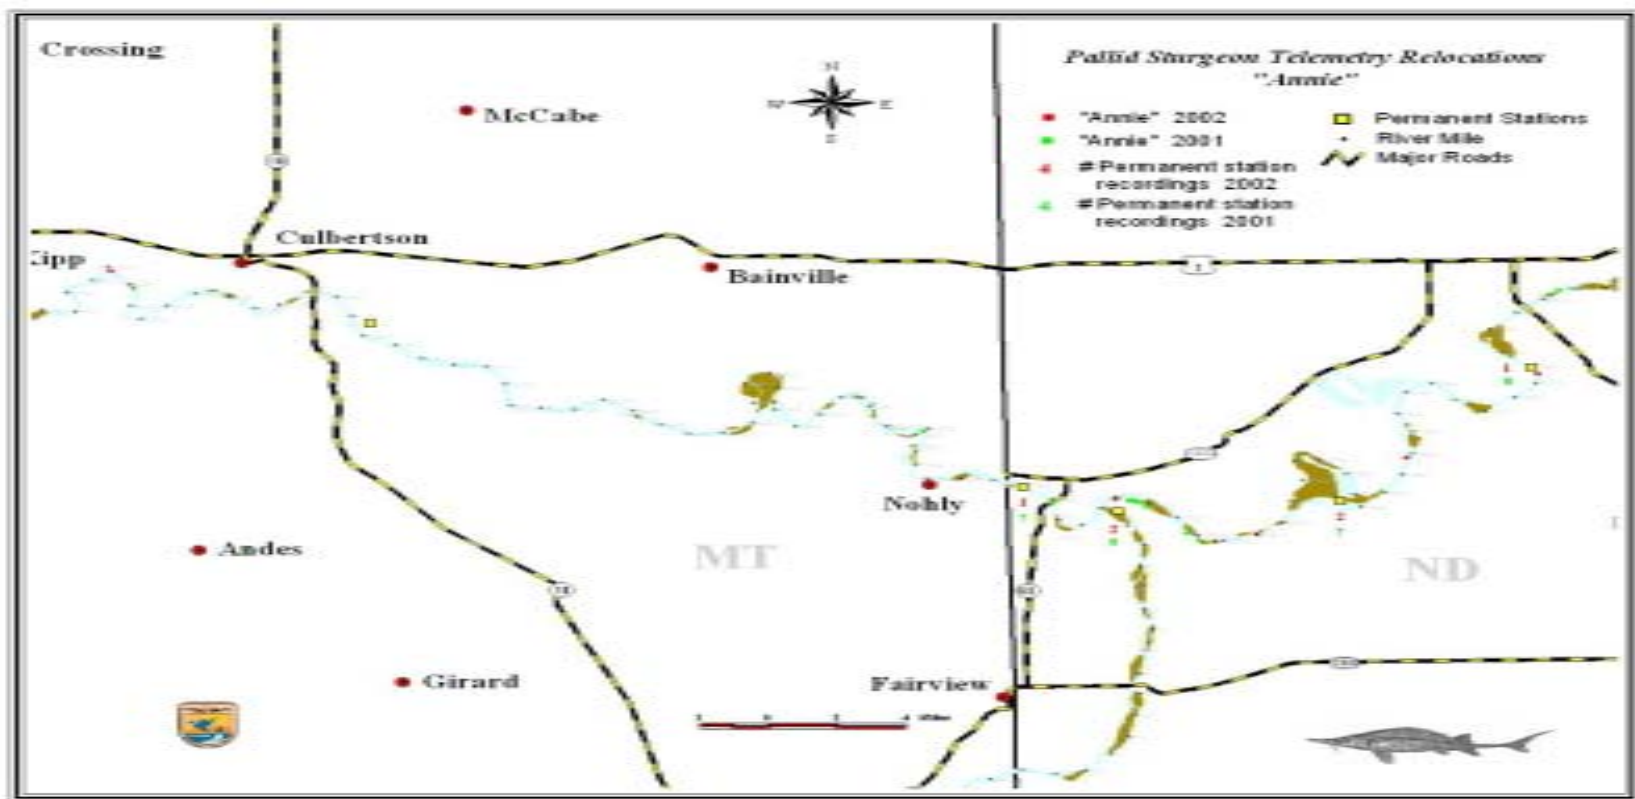 Crossing
McCabe
N
W E
S
Pallid Sturgeon Telemetry Relocations
"Annie"
"Annie" 2002
"Annie" 2001
# Permanent station
recordings 2002
# Permanent station
recordings 2001
Permanent Stations
River Mile
Major Roads
Culbertson
Bainville
Nohly
Andes
MT
ND
Girard
Fairview